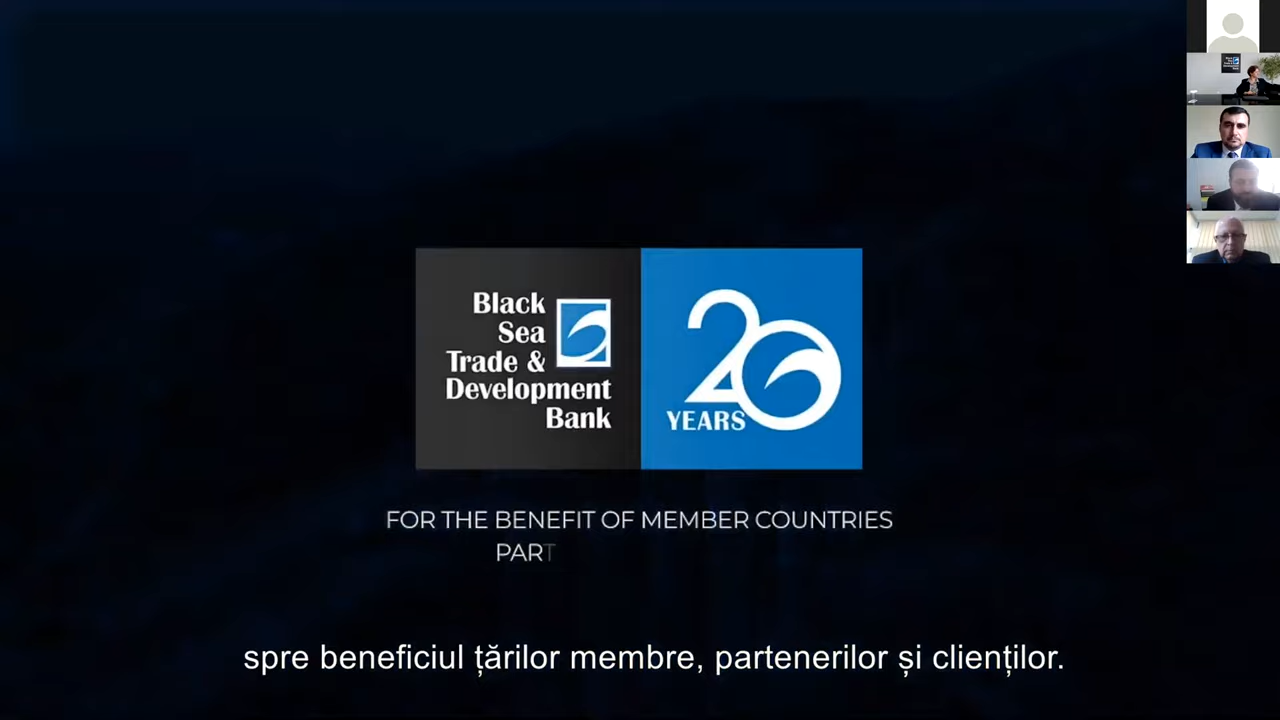 Black
Sea
Trade &
Development
Bank
20
YEARS
FOR THE BENEFIT OF MEMBER COUNTRIES
PART
spre beneficiul țărilor membre, partenerilor și clienților.